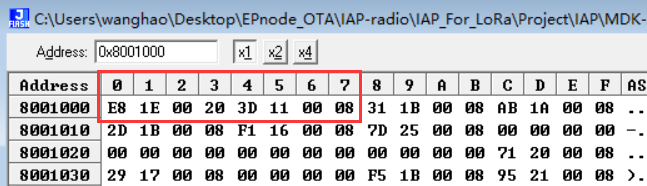 C:\Users\wanghao\Desktop\EPnode_OTA\IAP-radio\IAP_For_LoRa\Project\IAP\MDK-
J
FLASH
Address: 0x8001000 x1 x2 x4
Address 0 1 2 3 4 5 6 7 8 9 A B C D E F AS
8001000 E8 1E 00 20 3D 11 00 08 31 1B 00 08 AB 1A 00 08 ..
8001010 2D 1B 00 08 F1 16 00 08 7D 25 00 08 00 00 00 00 -.
8001020 00 00 00 00 00 00 00 00 00 00 00 00 71 20 00 08 ..
8001030 29 17 00 08 00 00 00 00 F5 1B 00 08 95 21 00 08 >.